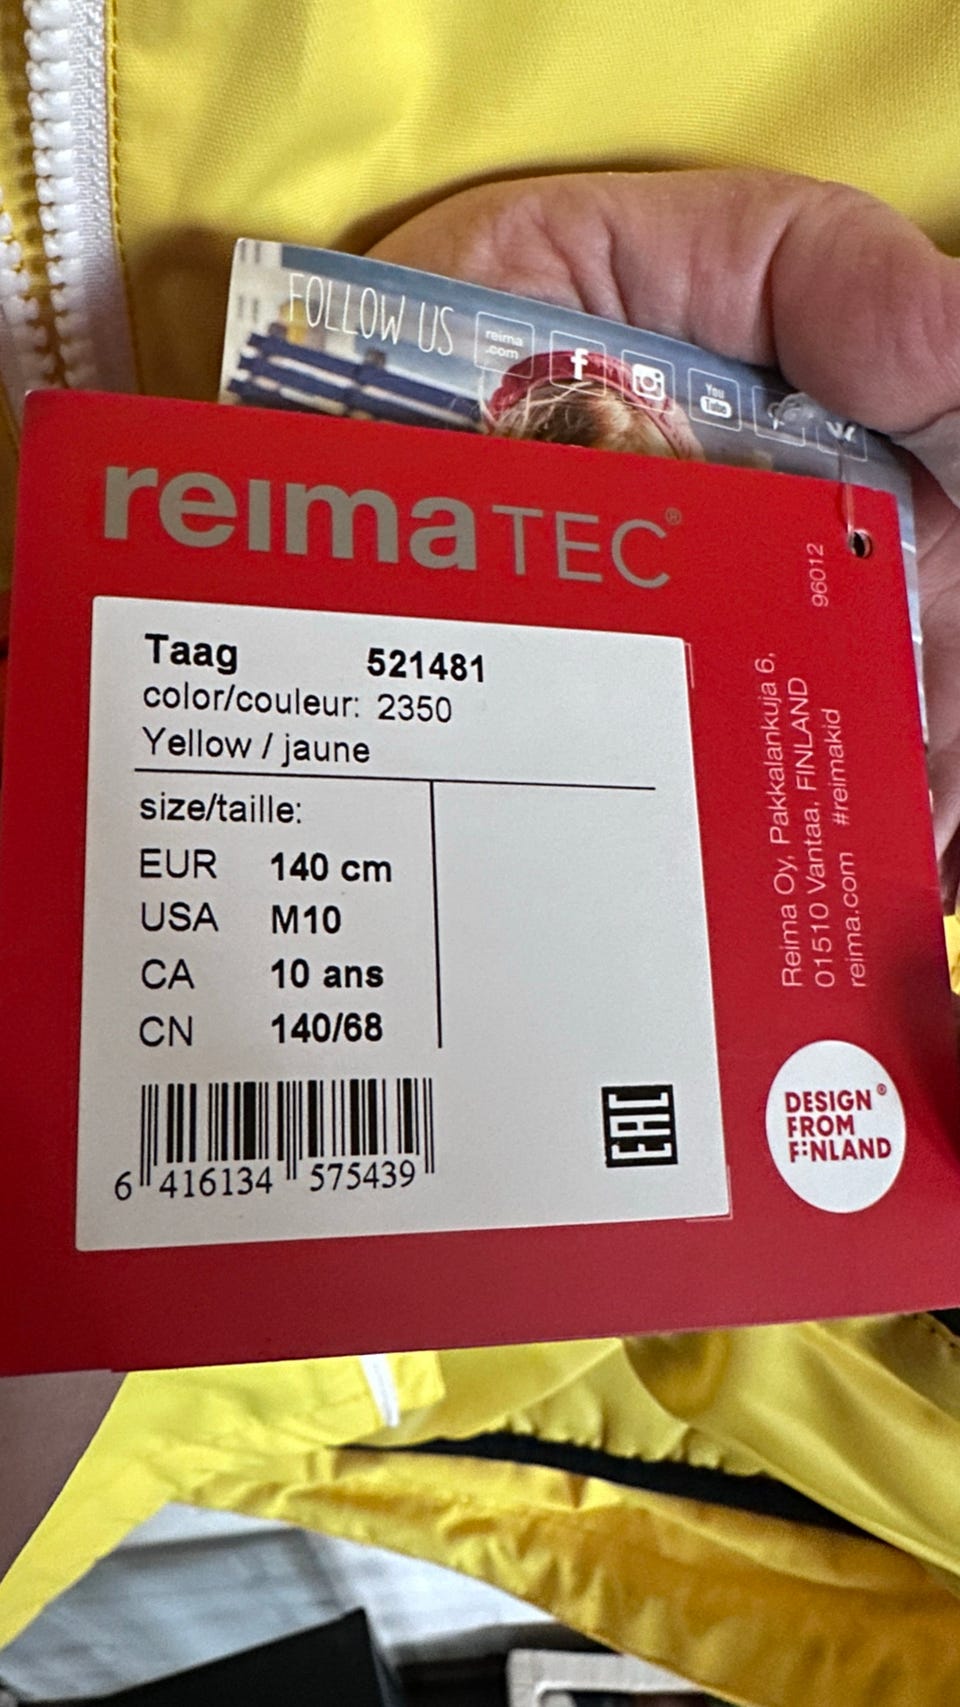 FOLLOW US
reima
.com
f
You
Tube
reimaTEC®
Taag 521481
color/couleur: 2350
Yellow / jaune
size/taille:
EUR 140 cm
USA M10
CA 10 ans
CN 140/68
6 416134 575439
EAC
96012
Reima Oy, Pakkalankuja 6,
01510 Vantaa, FINLAND
reima.com #reimakid
DESIGN®
FROM
FINLAND